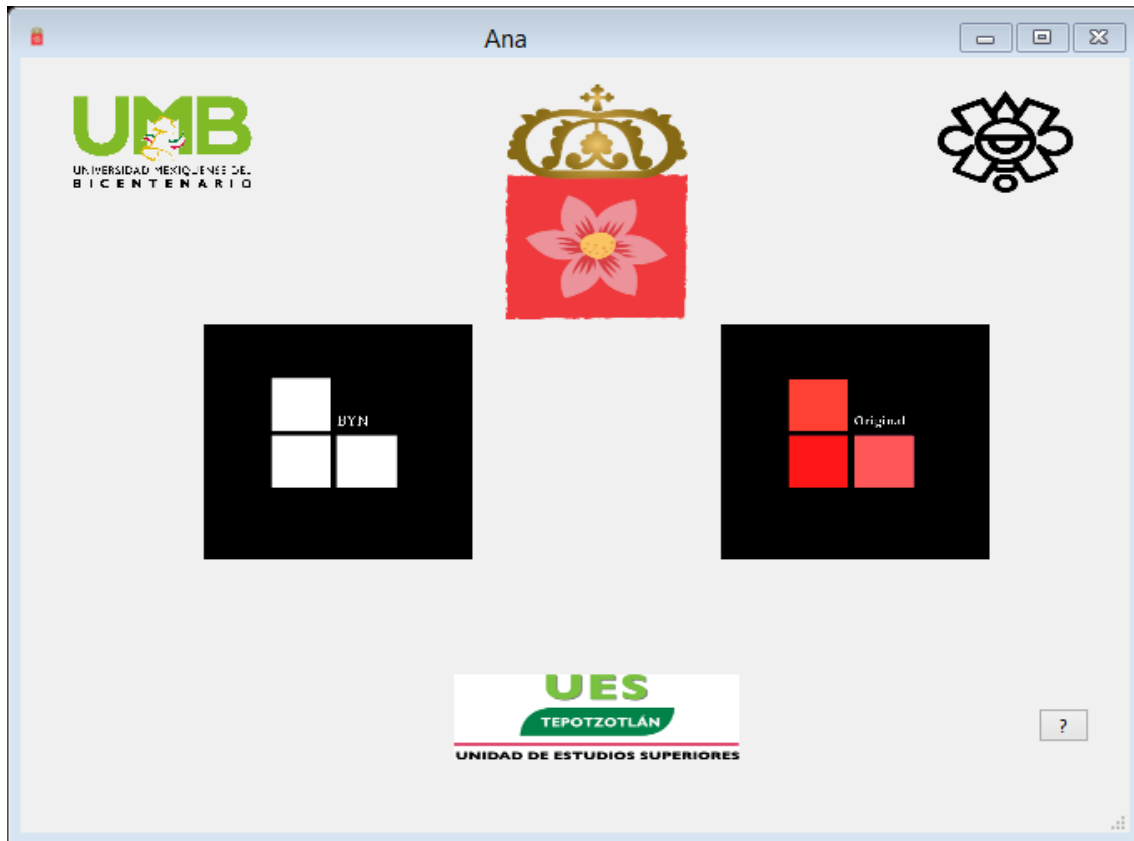 Ana
UMB
UNIVERSIDAD MEXIQUENSE DEL
BICENTENARIO
BYN
Original
UES
TEPOTZOTLÁN
UNIDAD DE ESTUDIOS SUPERIORES
?